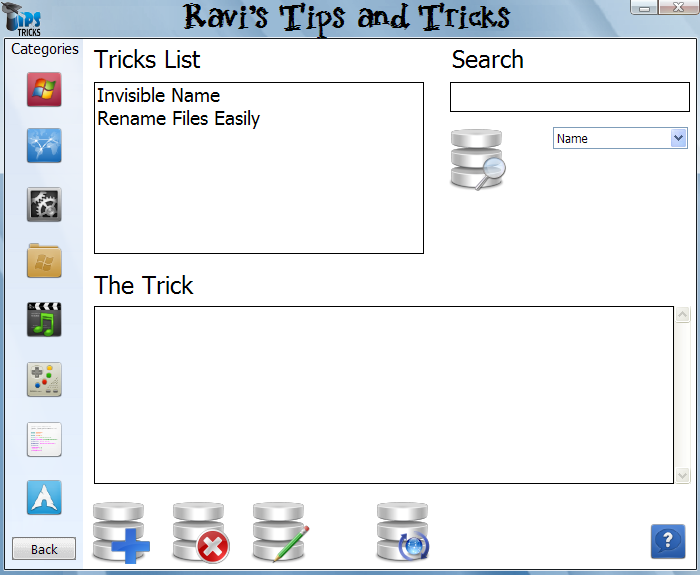 TIPS
TRICKS
Ravi's Tips and Tricks
Categories
Tricks List
Search
Invisible Name
Rename Files Easily
Name
The Trick
Back
?